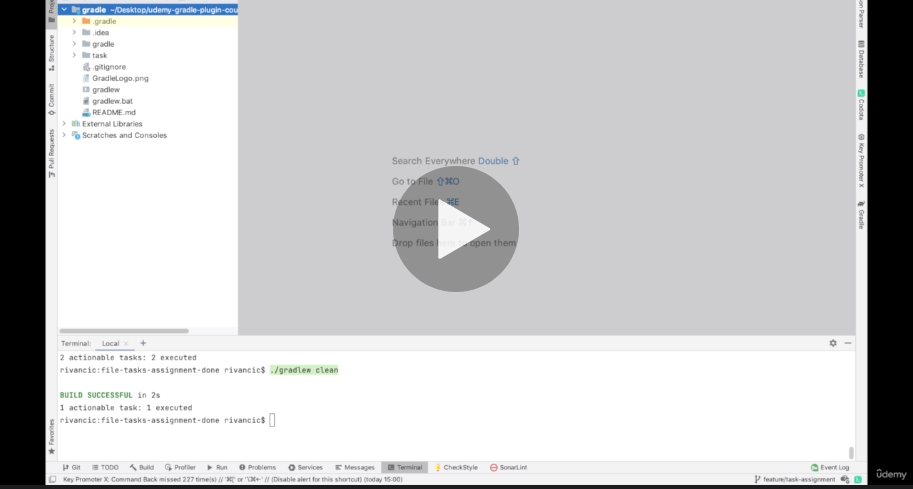 gradle ~/Desktop/udemy-gradle-plugin-cou
.gradle
.idea
gradle
task
.gitignore
GradleLogo.png
gradlew
gradlew.bat
README.md
External Libraries
Scratches and Consoles
Structure
Commit
Pull Requests
Favorites
Search Everywhere Double ⇧
Go to File ⇧⌘O
Recent Files ⌘E
Navigation Bar
Drop files here to open them
Database
Codota
Key Promoter X
Gradle
Terminal: Local × +
2 actionable tasks: 2 executed
rivancic:file-tasks-assignment-done rivancic$ ./gradlew clean
BUILD SUCCESSFUL in 2s
1 actionable task: 1 executed
rivancic:file-tasks-assignment-done rivancic$
Git TODO Build Profiler Run Problems Services Messages Terminal CheckStyle SonarLint Event Log
Key Promoter X: Command Back missed 227 time(s) // '⌘[' or '⌥⌘←' // (Disable alert for this shortcut) (today 15:00) feature/task-assignment
ûdemy